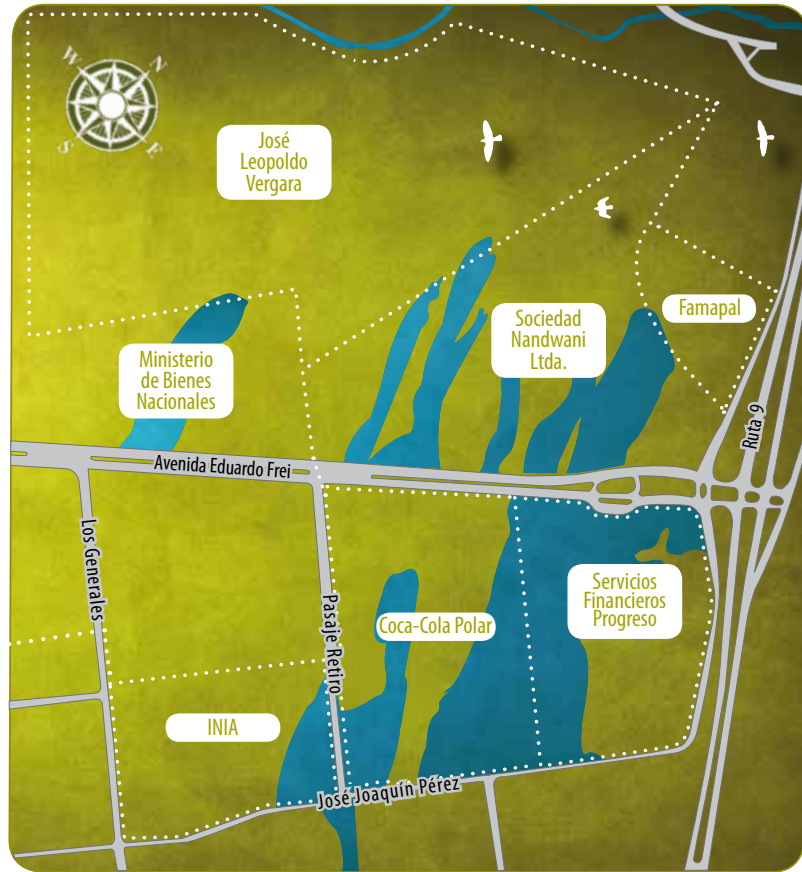 W
N
S
E
José
Leopoldo
Vergara
Sociedad
Nandwani
Ltda.
Famapal
Ministerio
de Bienes
Nacionales
Ruta 9
Avenida Eduardo Frei
Los Generales
Pasaje Retiro
Coca-Cola Polar
Servicios
Financieros
Progreso
INIA
José Joaquín Pérez